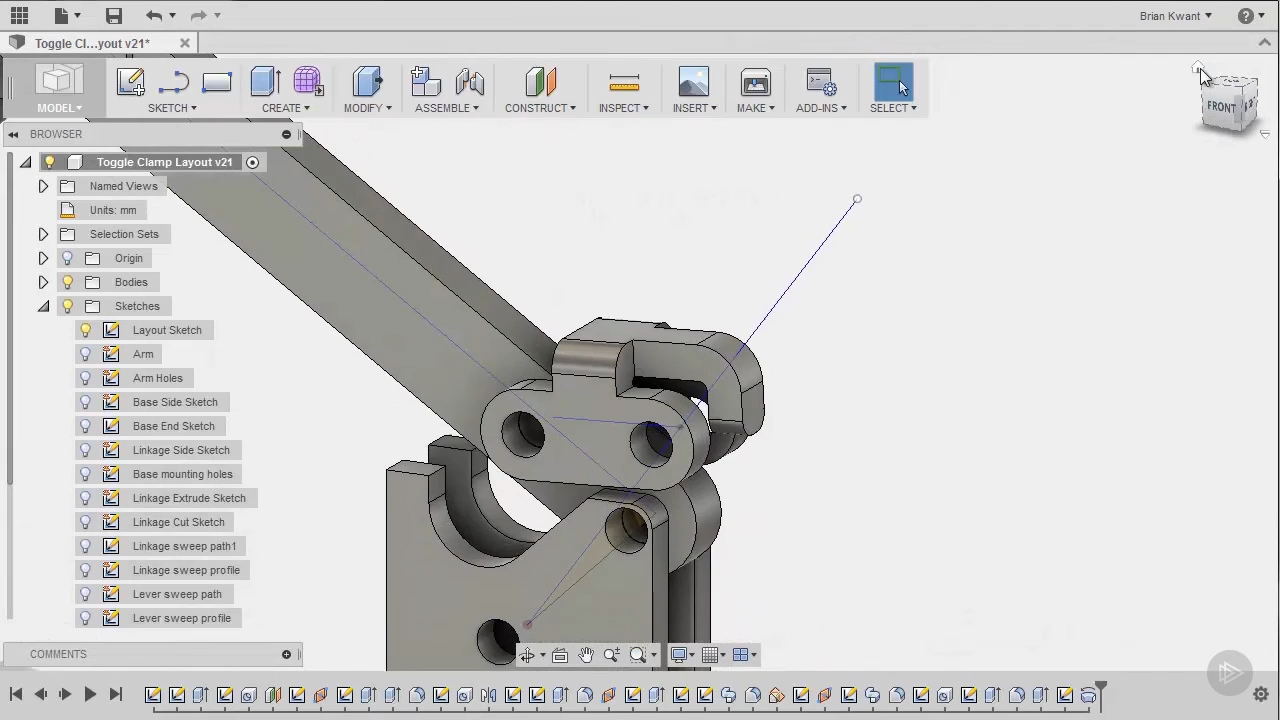 Brian Kwant
Toggle Cl...yout v21*
MODEL SKETCH CREATE MODIFY ASSEMBLE CONSTRUCT INSPECT INSERT MAKE ADD-INS SELECT
FRONT
BROWSER
Toggle Clamp Layout v21
Named Views
Units: mm
Selection Sets
Origin
Bodies
Sketches
Layout Sketch
Arm
Arm Holes
Base Side Sketch
Base End Sketch
Linkage Side Sketch
Base mounting holes
Linkage Extrude Sketch
Linkage Cut Sketch
Linkage sweep path1
Linkage sweep profile
Lever sweep path
Lever sweep profile
COMMENTS